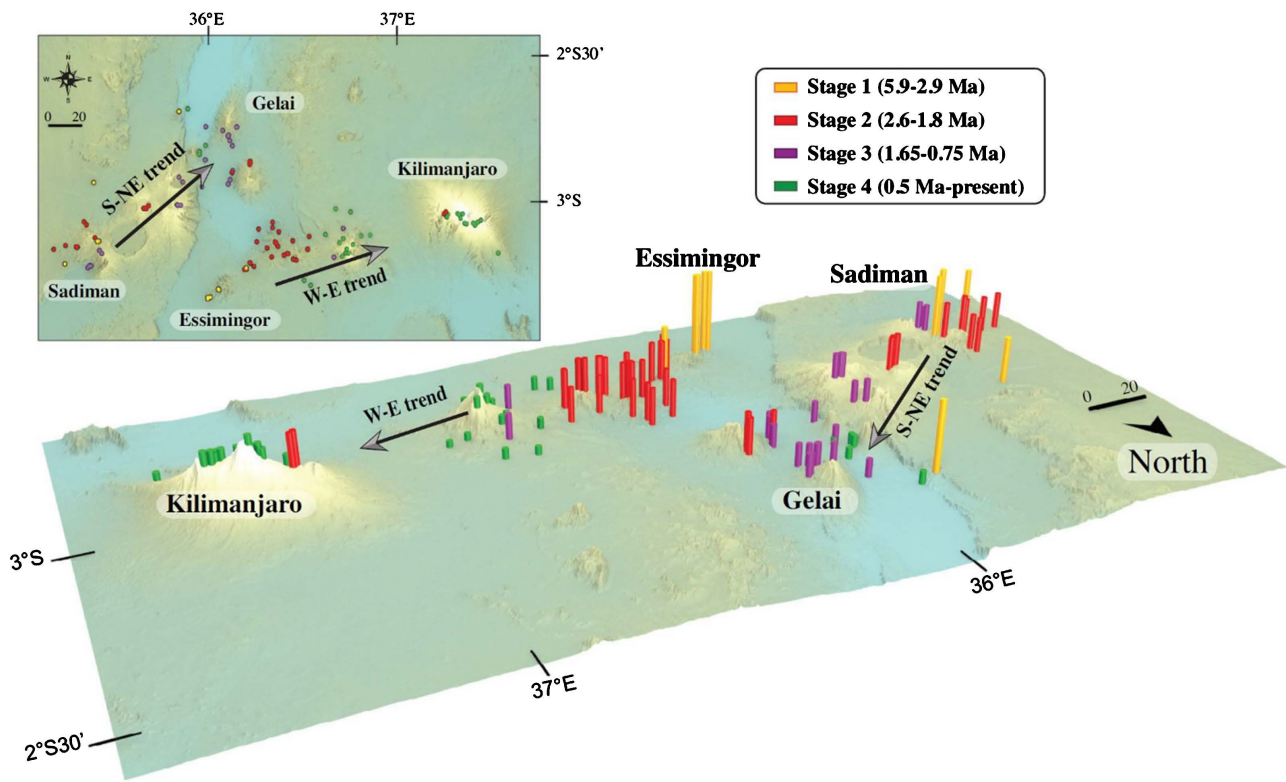 36°E
37°E
2°S30'
N
W
E
S
0 20
Gelai
S-NE trend
Kilimanjaro
3°S
Sadiman
W-E trend
Essimingor
Stage 1 (5.9-2.9 Ma)
Stage 2 (2.6-1.8 Ma)
Stage 3 (1.65-0.75 Ma)
Stage 4 (0.5 Ma-present)
Essimingor
Sadiman
S-NE trend
0 20
North
W-E trend
Kilimanjaro
Gelai
3°S
36°E
37°E
2°S30'